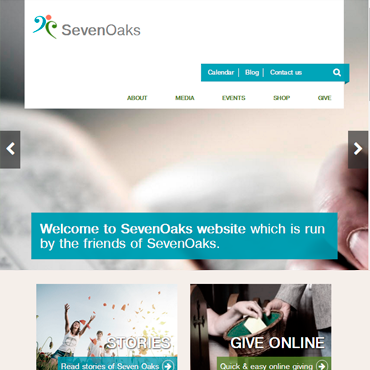 SevenOaks
Calendar | Blog | Contact us
ABOUT MEDIA EVENTS SHOP GIVE
Welcome to SevenOaks website which is run
by the friends of SevenOaks.
STORIES
Read stories of Seven Oaks
GIVE ONLINE
Quick & easy online giving